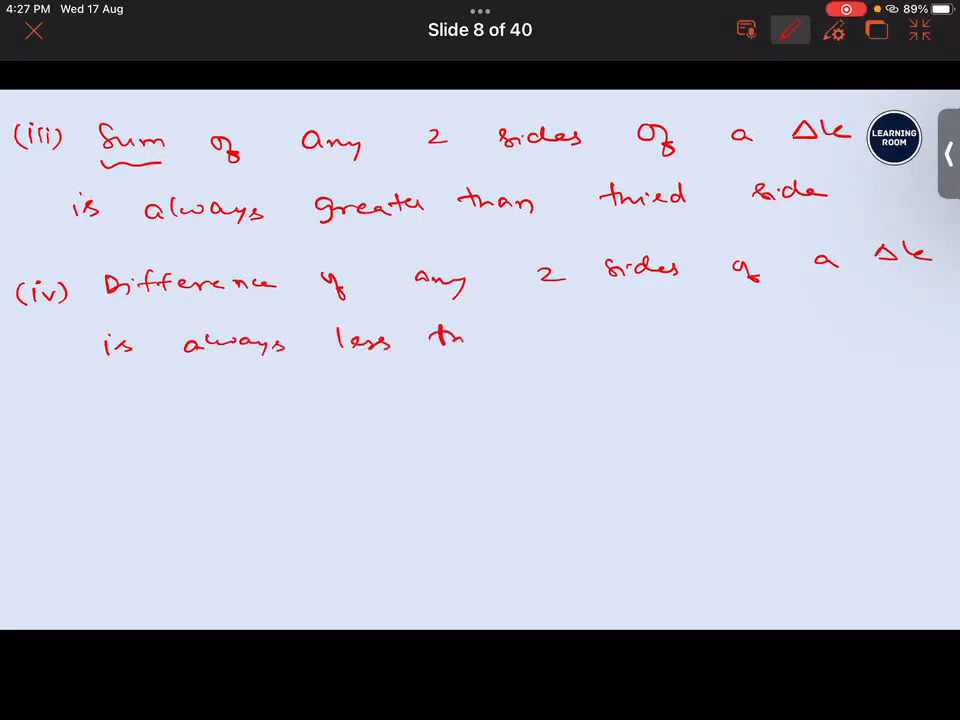 4:27 PM Wed 17 Aug
89%
Slide 8 of 40
(iii) Sum of any 2 sides of a Δle
LEARNING ROOM
is always greater than third side
(iv) Difference of any 2 sides of a Δle
is always less th